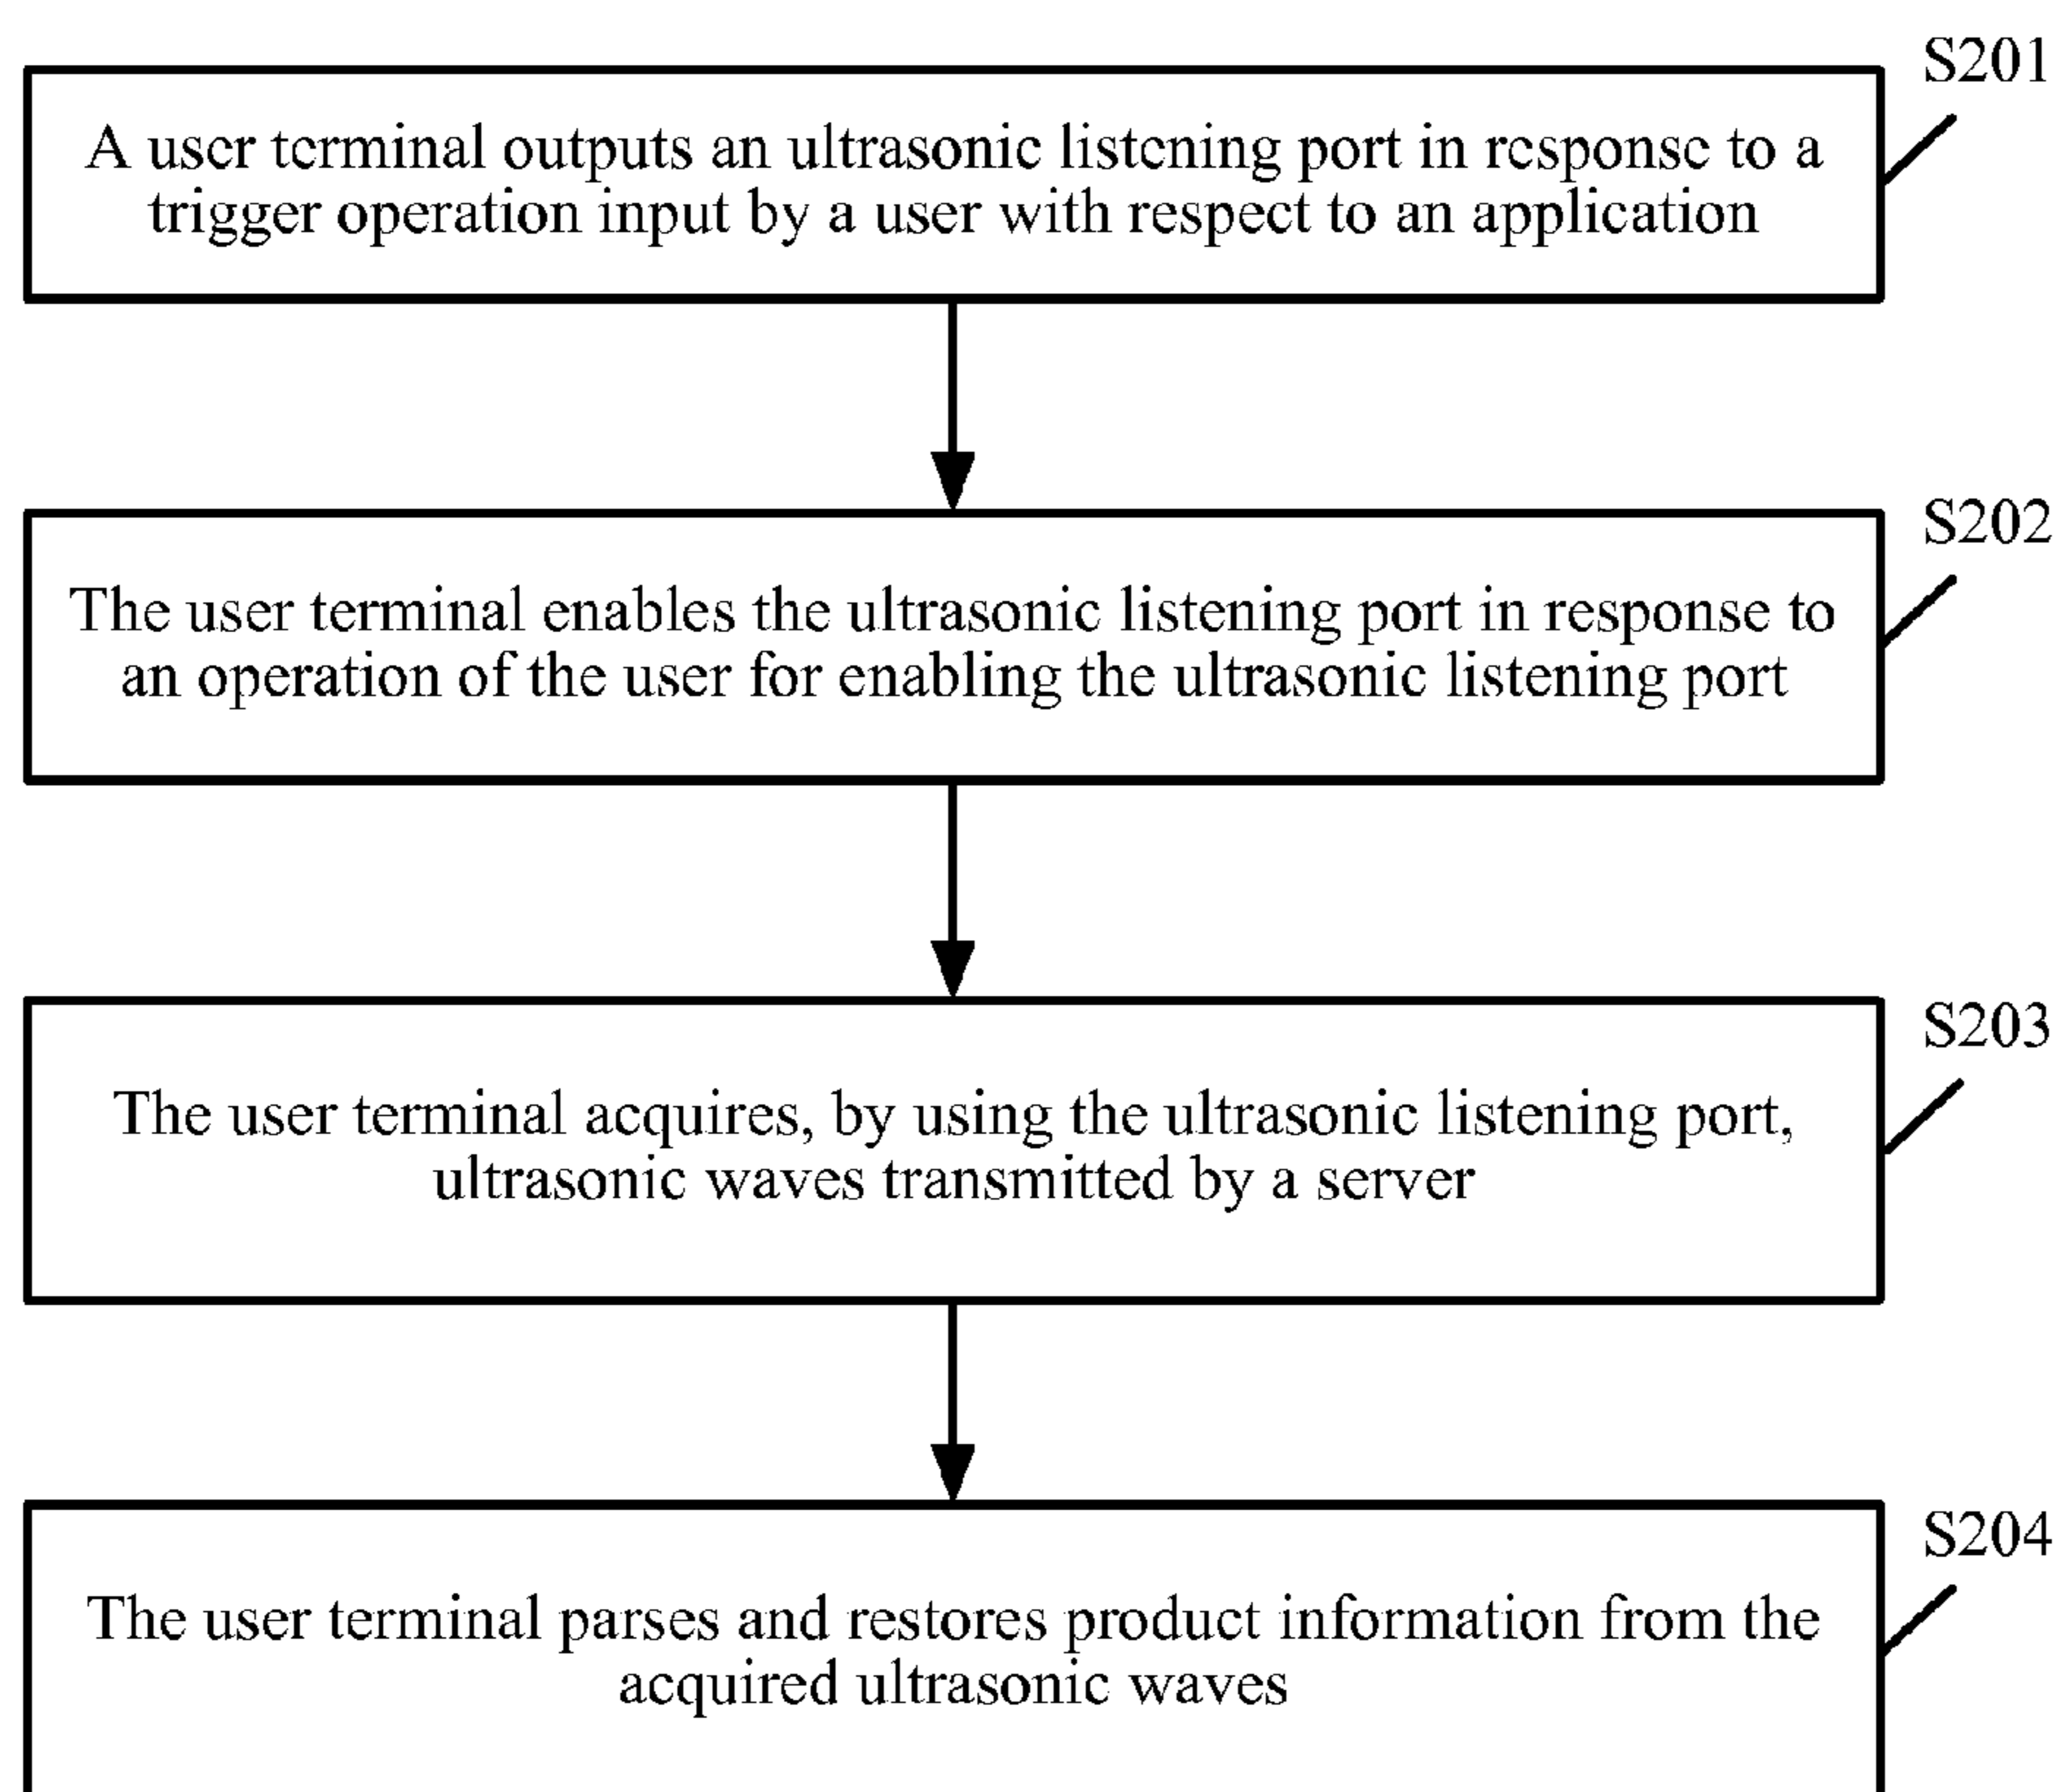 S201
A user terminal outputs an ultrasonic listening port in response to a
trigger operation input by a user with respect to an application
S202
The user terminal enables the ultrasonic listening port in response to
an operation of the user for enabling the ultrasonic listening port
S203
The user terminal acquires, by using the ultrasonic listening port,
ultrasonic waves transmitted by a server
S204
The user terminal parses and restores product information from the
acquired ultrasonic waves